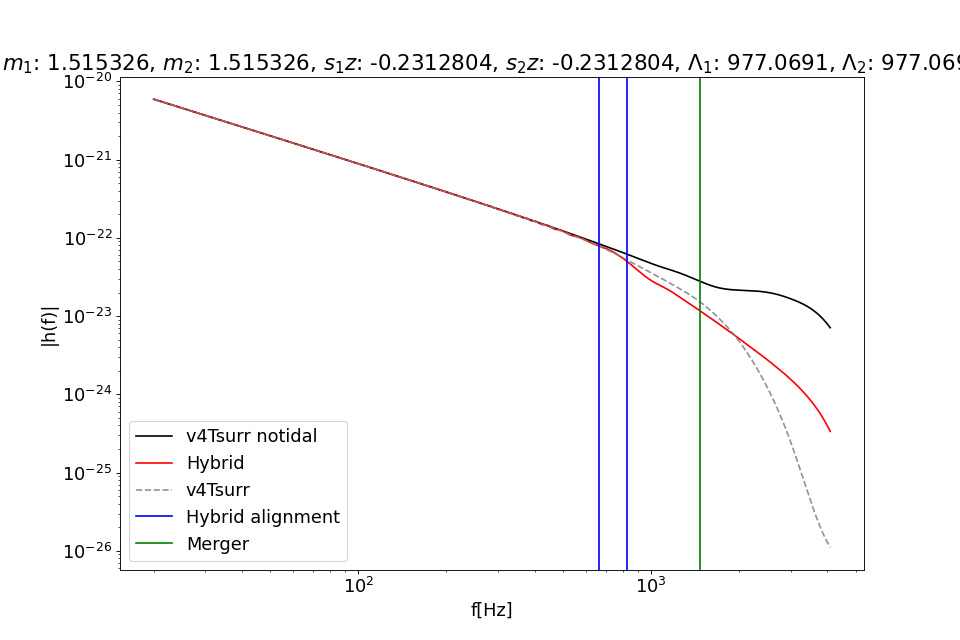 m₁: 1.515326, m₂: 1.515326, s₁z: -0.2312804, s₂z: -0.2312804, Λ₁: 977.0691, Λ₂: 977.069
10⁻²⁰
10⁻²¹
10⁻²²
10⁻²³
10⁻²⁴
10⁻²⁵
10⁻²⁶
|h(f)|
v4Tsurr notidal
Hybrid
v4Tsurr
Hybrid alignment
Merger
10²
10³
f[Hz]